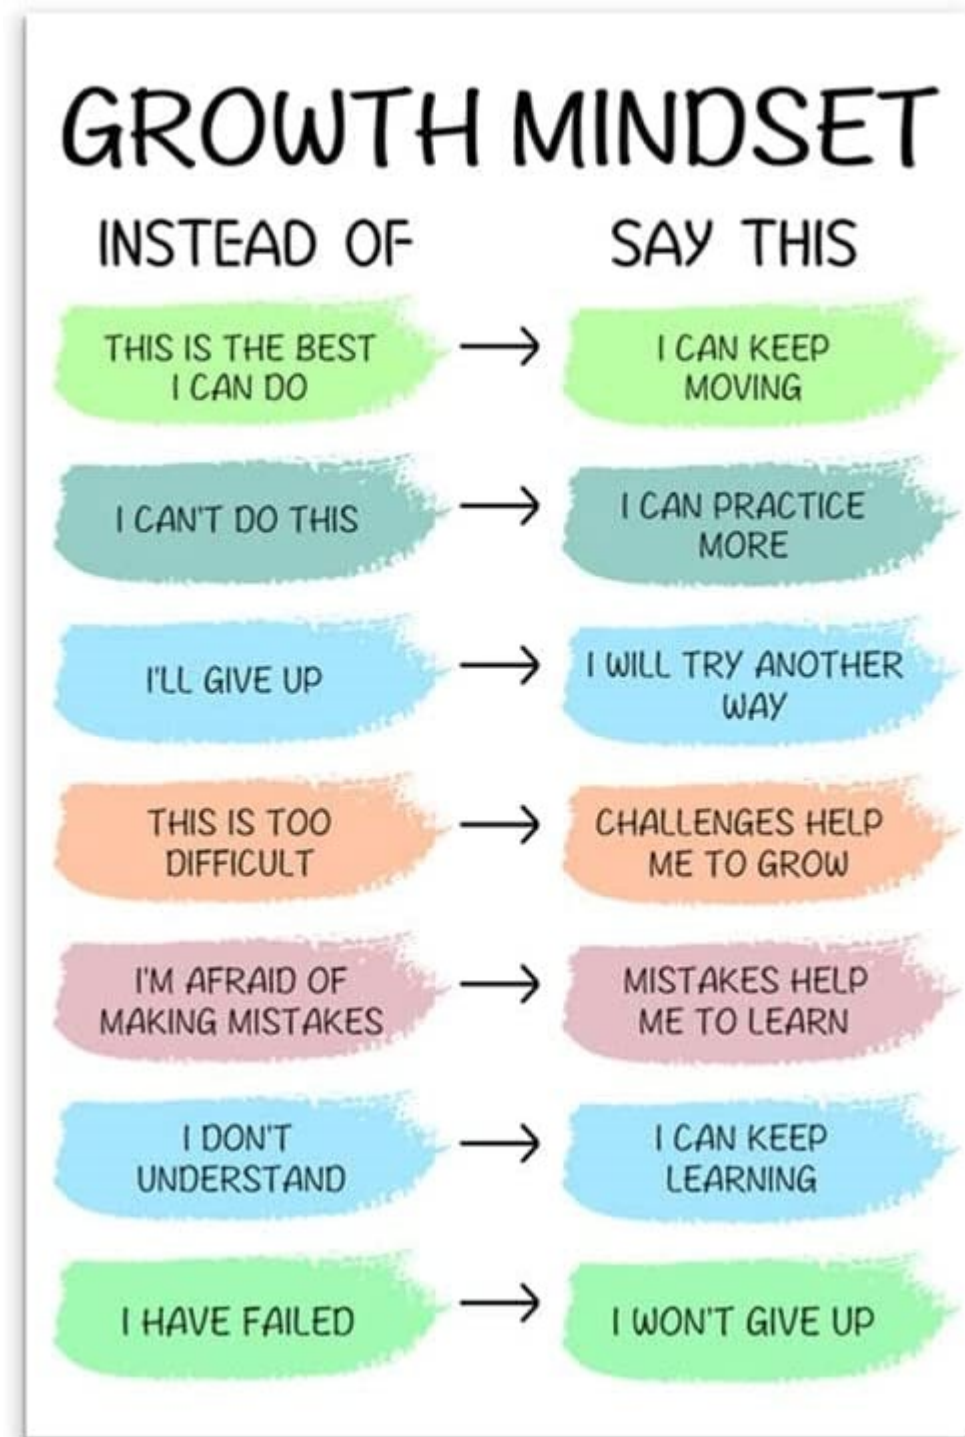 GROWTH MINDSET
INSTEAD OF
SAY THIS
THIS IS THE BEST
I CAN DO
I CAN KEEP
MOVING
I CAN'T DO THIS
I CAN PRACTICE
MORE
I'LL GIVE UP
I WILL TRY ANOTHER
WAY
THIS IS TOO
DIFFICULT
CHALLENGES HELP
ME TO GROW
I'M AFRAID OF
MAKING MISTAKES
MISTAKES HELP
ME TO LEARN
I DON'T
UNDERSTAND
I CAN KEEP
LEARNING
I HAVE FAILED
I WON'T GIVE UP